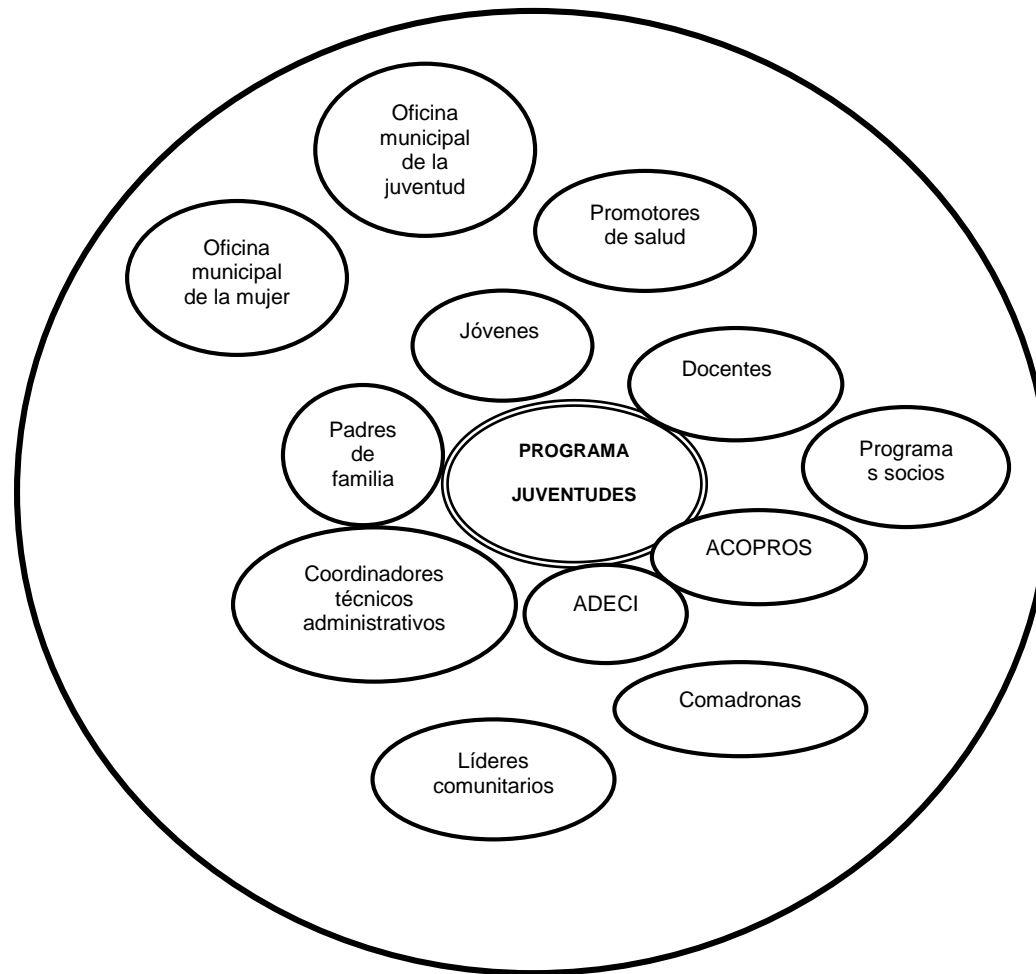 Oficina
municipal
de la
juventud
Promotores
de salud
Oficina
municipal
de la mujer
Jóvenes
Docentes
Padres
de
familia
PROGRAMA
JUVENTUDES
Programa
s socios
ACOPROS
Coordinadores
técnicos
administrativos
ADECI
Comadronas
Líderes
comunitarios